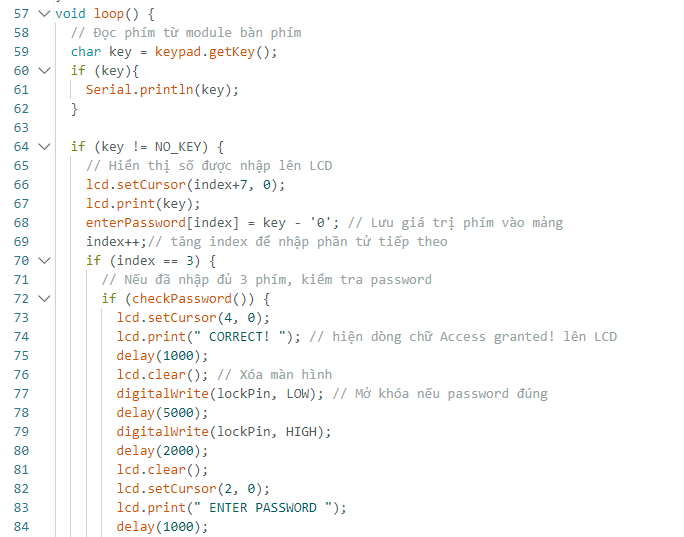 57 void loop() {
58 // Đọc phím từ module bàn phím
59 char key = keypad.getKey();
60 if (key){
61 Serial.println(key);
62 }
63
64 if (key != NO_KEY) {
65 // Hiển thị số được nhập lên LCD
66 lcd.setCursor(index+7, 0);
67 lcd.print(key);
68 enterPassword[index] = key - '0'; // Lưu giá trị phím vào mảng
69 index++;// tăng index để nhập phần tử tiếp theo
70 if (index == 3) {
71 // Nếu đã nhập đủ 3 phím, kiểm tra password
72 if (checkPassword()) {
73 lcd.setCursor(4, 0);
74 lcd.print(" CORRECT! "); // hiện dòng chữ Access granted! lên LCD
75 delay(1000);
76 lcd.clear(); // Xóa màn hình
77 digitalWrite(lockPin, LOW); // Mở khóa nếu password đúng
78 delay(5000);
79 digitalWrite(lockPin, HIGH);
80 delay(2000);
81 lcd.clear();
82 lcd.setCursor(2, 0);
83 lcd.print(" ENTER PASSWORD ");
84 delay(1000);